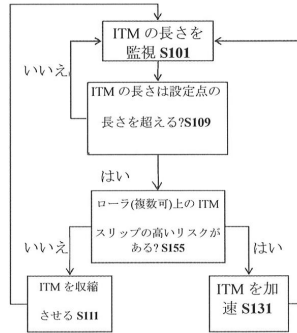 ITM の長さを
監視 S101
いいえ
ITM の長さは設定点の
長さを超える?S109
はい
ローラ(複数可)上の ITM
スリップの高いリスクが
ある? S155
いいえ
はい
ITM を収縮
させる S111
ITM を加
速 S131